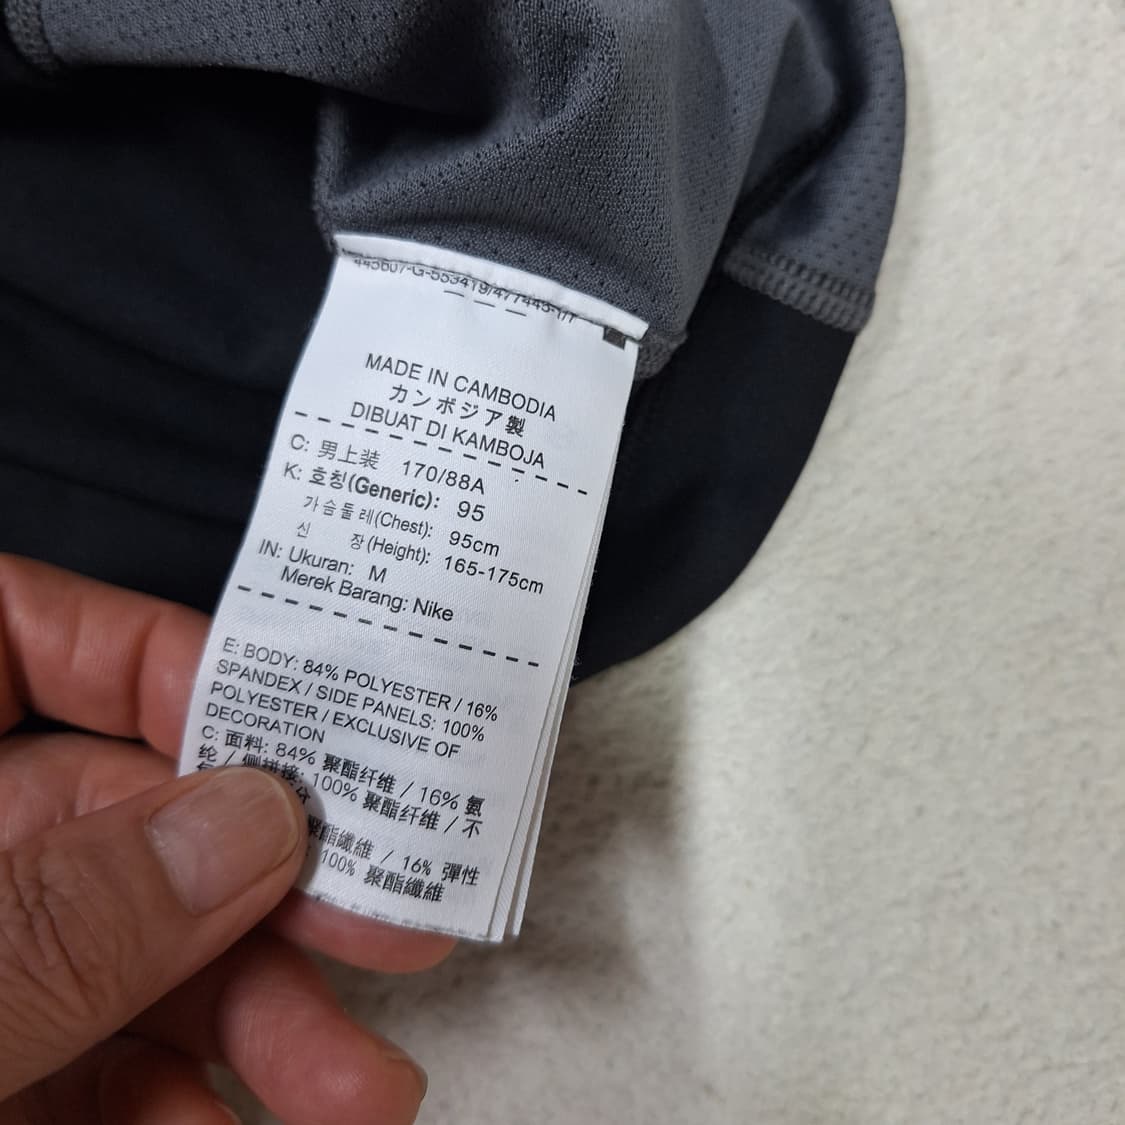 MADE IN CAMBODIA
カンボジア製
DIBUAT DI KAMBOJA
C: 男上装 170/88A
K: 호칭(Generic): 95
가슴둘레(Chest): 95cm
신 장(Height): 165-175cm
IN: Ukuran: M
Merek Barang: Nike
E: BODY: 84% POLYESTER / 16%
SPANDEX / SIDE PANELS: 100%
POLYESTER / EXCLUSIVE OF
DECORATION
C: 面料: 84% 聚酯纤维 / 16% 氨
纶 / 侧拼接: 100% 聚酯纤维 / 不
聚酯纖維 / 16% 彈性
100% 聚酯纖維